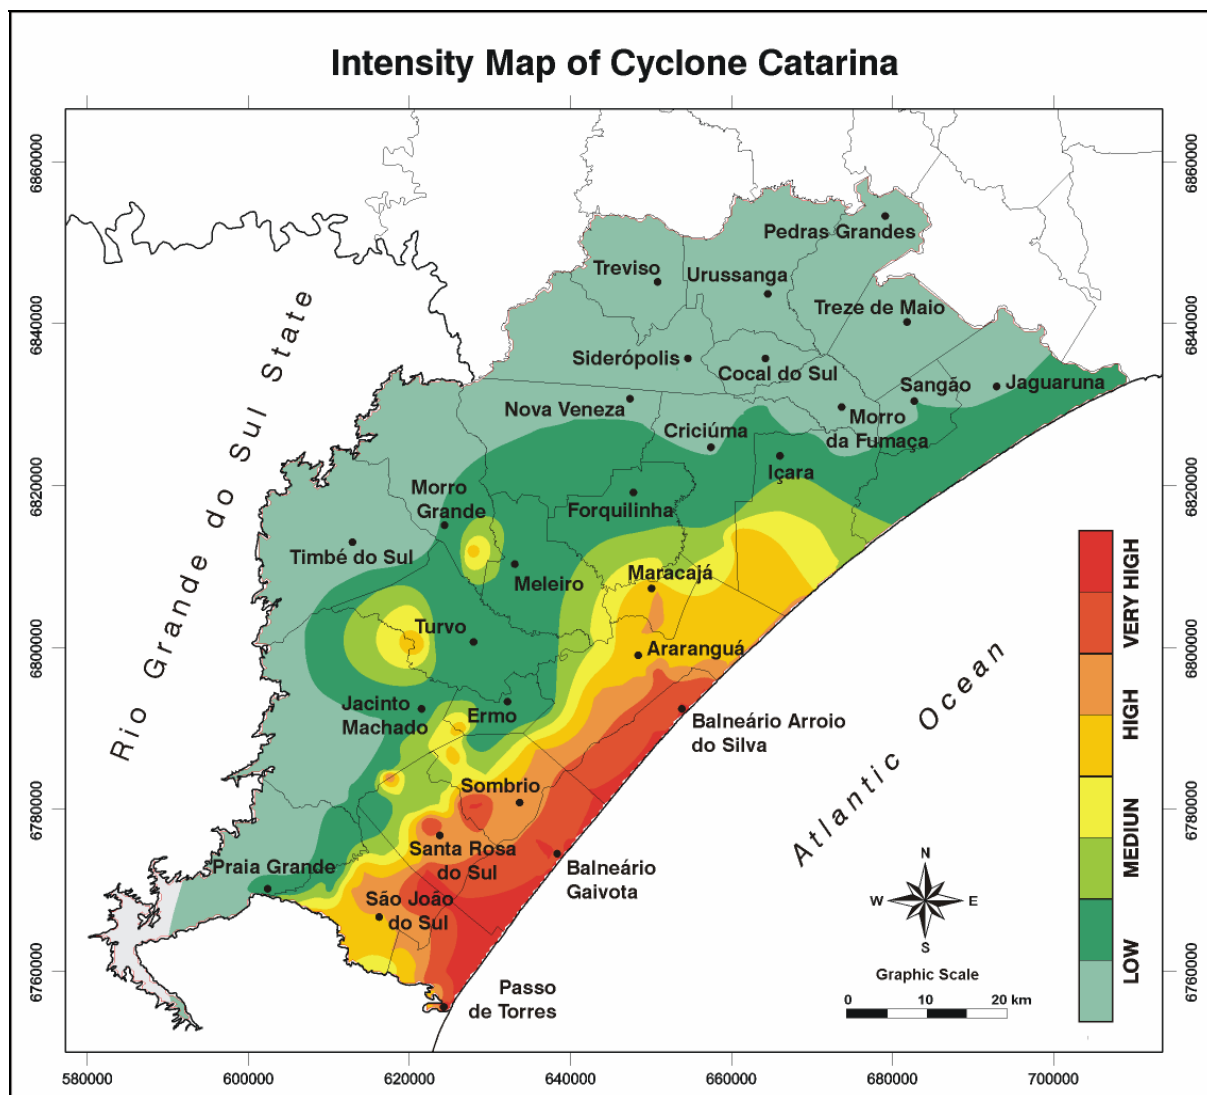 Intensity Map of Cyclone Catarina
6860000
6840000
6820000
6800000
6780000
6760000
Rio Grande do Sul State
Pedras Grandes
Treviso
Urussanga
Treze de Maio
Siderópolis
Cocal do Sul
Sangão
Jaguaruna
Nova Veneza
Morro
da Fumaça
Criciúma
Içara
Morro
Grande
Forquilinha
Timbé do Sul
Meleiro
Maracajá
Turvo
Araranguá
Jacinto
Machado
Ermo
Balneário Arroio
do Silva
Sombrio
Santa Rosa
do Sul
Praia Grande
Balneário
Gaivota
São João
do Sul
Passo
de Torres
Atlantic Ocean
N
W
E
S
Graphic Scale
0
10
20 km
VERY HIGH
HIGH
MEDIUN
LOW
6860000
6840000
6820000
6800000
6780000
6760000
580000
600000
620000
640000
660000
680000
700000